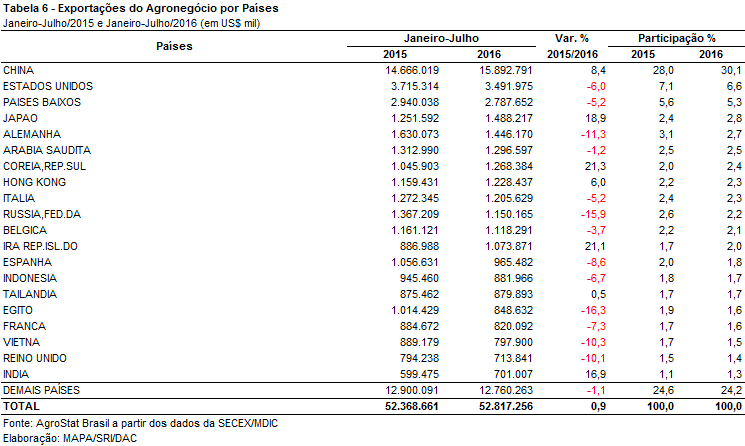 Tabela 6 - Exportações do Agronegócio por Países
Janeiro-Julho/2015 e Janeiro-Julho/2016 (em US$ mil)
Países Janeiro-Julho Var. % Participação %
2015 2016 2015/2016 2015 2016
CHINA 14.666.019 15.892.791 8,4 28,0 30,1
ESTADOS UNIDOS 3.715.314 3.491.975 -6,0 7,1 6,6
PAISES BAIXOS 2.940.038 2.787.652 -5,2 5,6 5,3
JAPAO 1.251.592 1.488.217 18,9 2,4 2,8
ALEMANHA 1.630.073 1.446.170 -11,3 3,1 2,7
ARABIA SAUDITA 1.312.990 1.296.597 -1,2 2,5 2,5
COREIA,REP.SUL 1.045.903 1.268.384 21,3 2,0 2,4
HONG KONG 1.159.431 1.228.437 6,0 2,2 2,3
ITALIA 1.272.345 1.205.629 -5,2 2,4 2,3
RUSSIA,FED.DA 1.367.209 1.150.165 -15,9 2,6 2,2
BELGICA 1.161.121 1.118.291 -3,7 2,2 2,1
IRA REP.ISL.DO 886.988 1.073.871 21,1 1,7 2,0
ESPANHA 1.056.631 965.482 -8,6 2,0 1,8
INDONESIA 945.460 881.966 -6,7 1,8 1,7
TAILANDIA 875.462 879.893 0,5 1,7 1,7
EGITO 1.014.429 848.632 -16,3 1,9 1,6
FRANCA 884.672 820.092 -7,3 1,7 1,6
VIETNA 889.179 797.900 -10,3 1,7 1,5
REINO UNIDO 794.238 713.841 -10,1 1,5 1,4
INDIA 599.475 701.007 16,9 1,1 1,3
DEMAIS PAÍSES 12.900.091 12.760.263 -1,1 24,6 24,2
TOTAL 52.368.661 52.817.256 0,9 100,0 100,0
Fonte: AgroStat Brasil a partir dos dados da SECEX/MDIC
Elaboração: MAPA/SRI/DAC